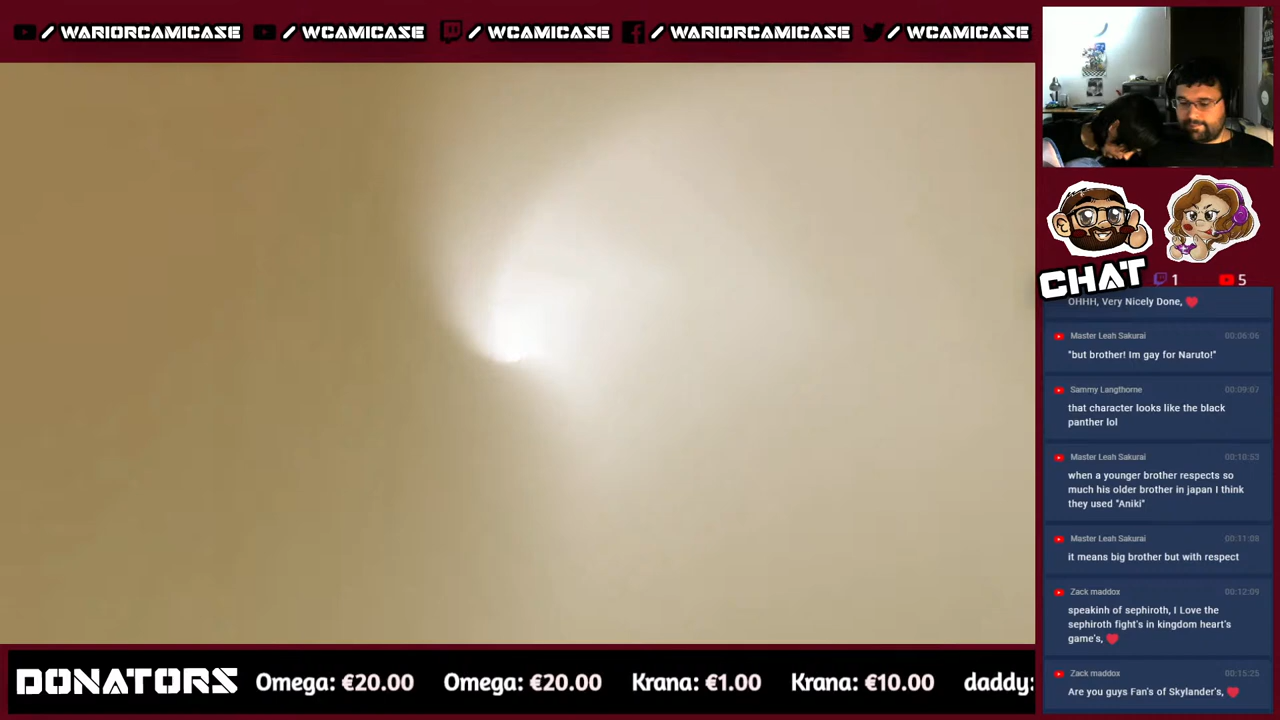 / WARIORCAMICASE / WCAMICASE / WCAMICASE / WARIORCAMICASE / WCAMICASE
CHAT
1 5
OHHH, Very Nicely Done, ❤
Master Leah Sakurai 00:06:06
"but brother! Im gay for Naruto!"
Sammy Langthorne 00:09:07
that character looks like the black
panther lol
Master Leah Sakurai 00:10:53
when a younger brother respects so
much his older brother in japan I think
they used "Aniki"
Master Leah Sakurai 00:11:08
it means big brother but with respect
Zack maddox 00:12:09
speakinh of sephiroth, I Love the
sephiroth fight's in kingdom heart's
game's, ❤
Zack maddox 00:15:25
Are you guys Fan's of Skylander's, ❤
DONATORS Omega: €20.00 Omega: €20.00 Krana: €1.00 Krana: €10.00 daddy: